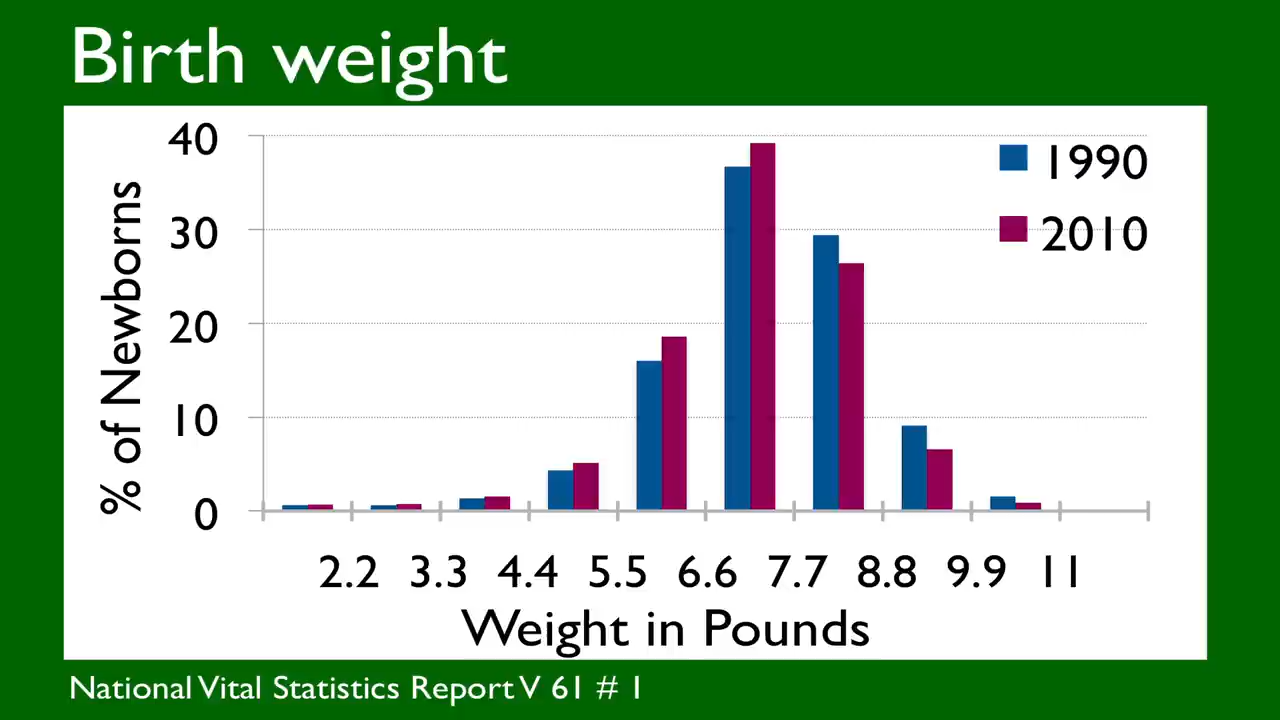 Birth weight
40
30
20
10
0
% of Newborns
1990
2010
2.2 3.3 4.4 5.5 6.6 7.7 8.8 9.9 11
Weight in Pounds
National Vital Statistics Report V 61 # 1